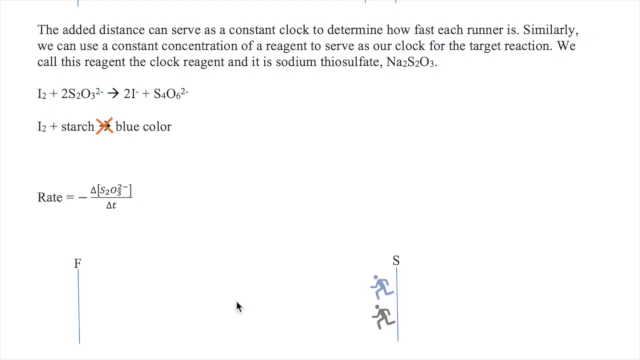 The added distance can serve as a constant clock to determine how fast each runner is. Similarly,
we can use a constant concentration of a reagent to serve as our clock for the target reaction. We
call this reagent the clock reagent and it is sodium thiosulfate, Na₂S₂O₃.
I₂ + 2S₂O₃²⁻ → 2I⁻ + S₄O₆²⁻
I₂ + starch → blue color
Rate = − Δ[S₂O₃²⁻] / Δt
F S